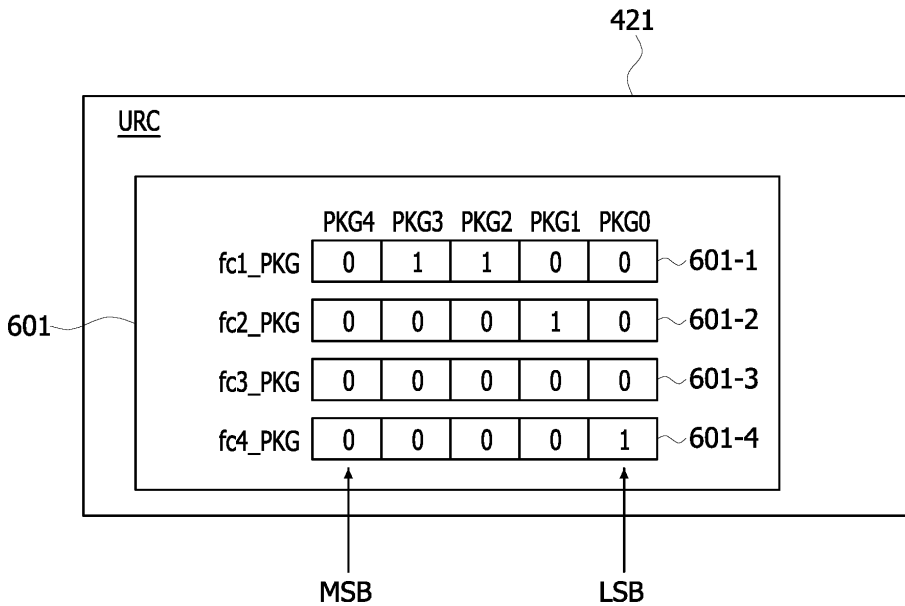 421
URC
PKG4 PKG3 PKG2 PKG1 PKG0
fc1_PKG 0 1 1 0 0 601-1
601 fc2_PKG 0 0 0 1 0 601-2
fc3_PKG 0 0 0 0 0 601-3
fc4_PKG 0 0 0 0 1 601-4
MSB LSB